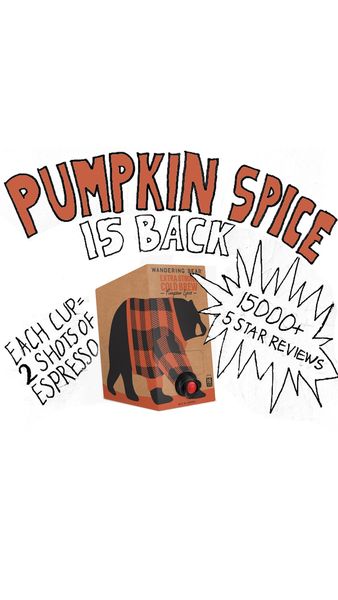 PUMPKIN SPICE
IS BACK
EACH CUP=
2 SHOTS OF
ESPRESSO
WANDERING BEAR
EXTRA STRONG
COLD BREW
Pumpkin Spice
15000+
5 STAR REVIEWS